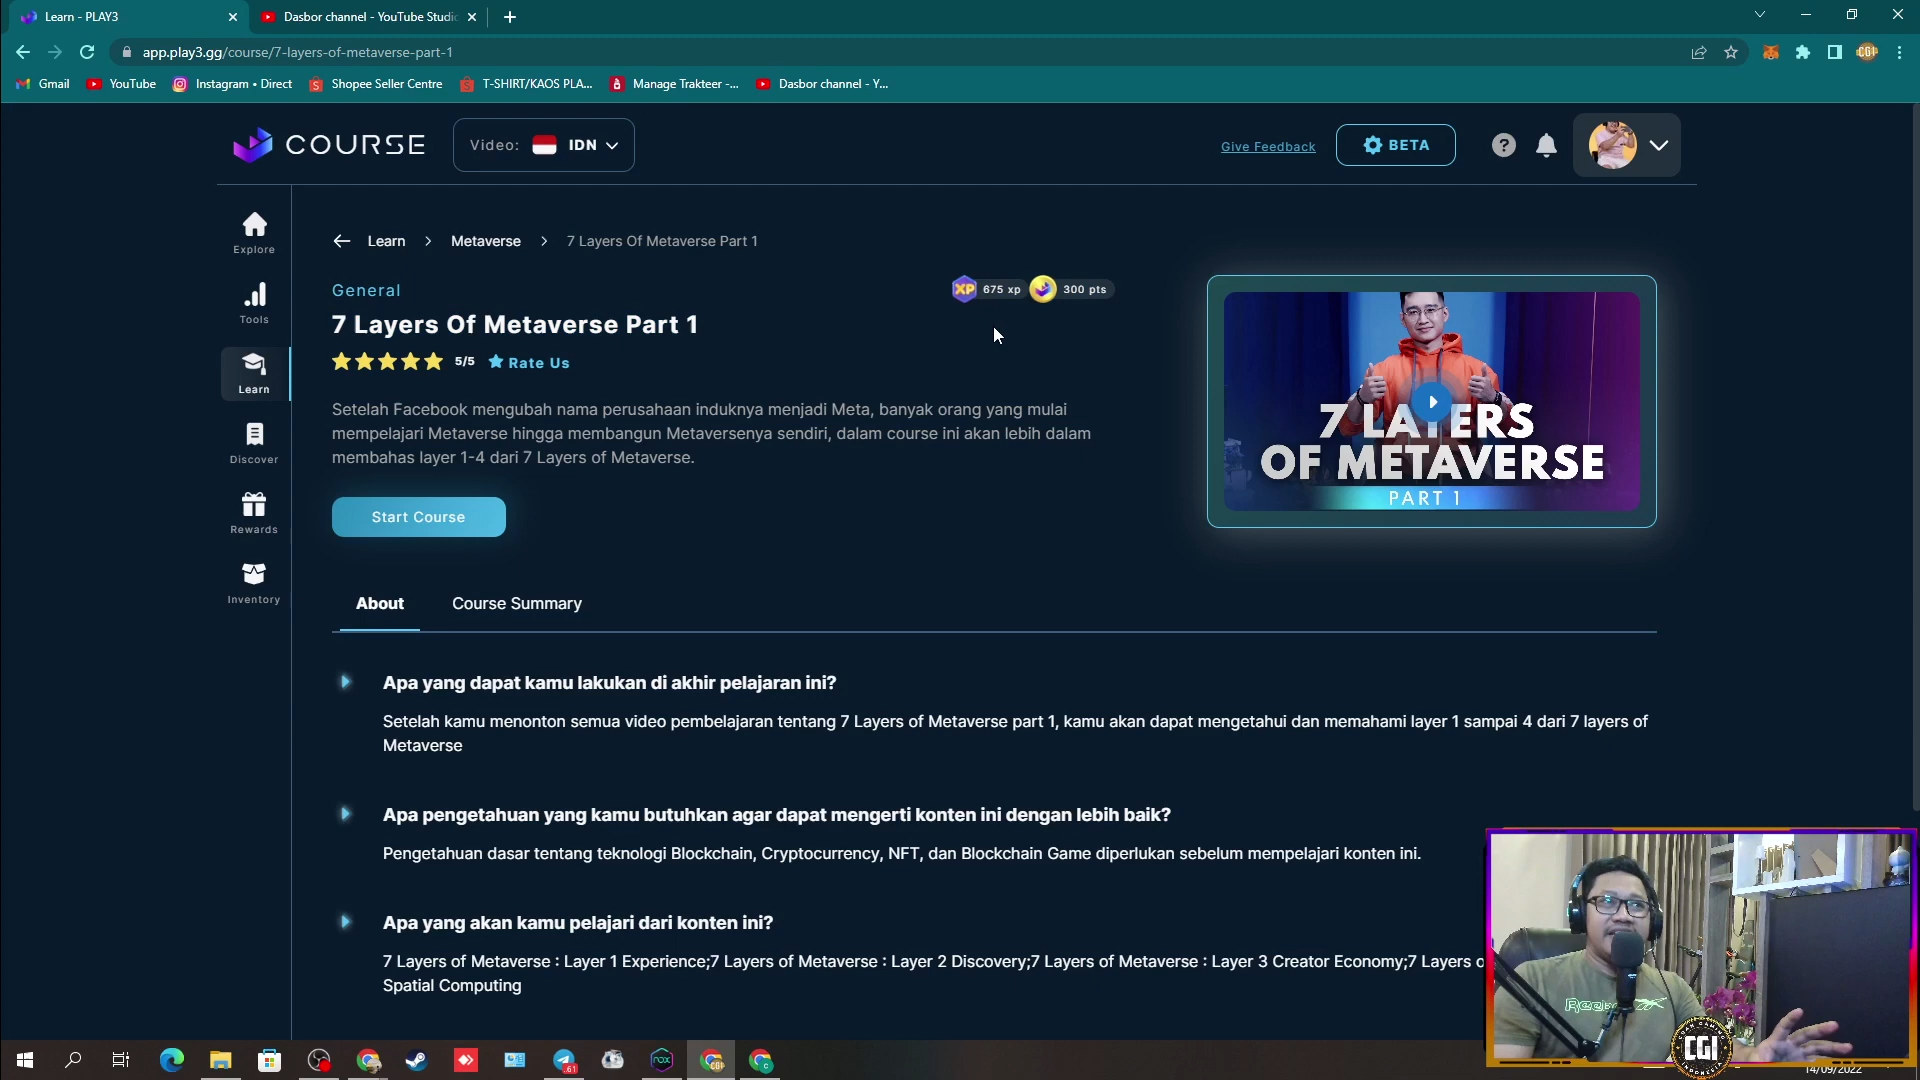 Learn - PLAY3
Dasbor channel - YouTube Studio
app.play3.gg/course/7-layers-of-metaverse-part-1
Gmail
YouTube
Instagram • Direct
Shopee Seller Centre
T-SHIRT/KAOS PLA...
Manage Trakteer -...
Dasbor channel - Y...
COURSE
Video: IDN
Give Feedback
BETA
Explore
Tools
Learn
Discover
Rewards
Inventory
Learn > Metaverse > 7 Layers Of Metaverse Part 1
General
XP 675 xp 300 pts
7 Layers Of Metaverse Part 1
5/5 Rate Us
Setelah Facebook mengubah nama perusahaan induknya menjadi Meta, banyak orang yang mulai
mempelajari Metaverse hingga membangun Metaversenya sendiri, dalam course ini akan lebih dalam
membahas layer 1-4 dari 7 Layers of Metaverse.
Start Course
7 LAYERS
OF METAVERSE
PART 1
About
Course Summary
Apa yang dapat kamu lakukan di akhir pelajaran ini?
Setelah kamu menonton semua video pembelajaran tentang 7 Layers of Metaverse part 1, kamu akan dapat mengetahui dan memahami layer 1 sampai 4 dari 7 layers of
Metaverse
Apa pengetahuan yang kamu butuhkan agar dapat mengerti konten ini dengan lebih baik?
Pengetahuan dasar tentang teknologi Blockchain, Cryptocurrency, NFT, dan Blockchain Game diperlukan sebelum mempelajari konten ini.
Apa yang akan kamu pelajari dari konten ini?
7 Layers of Metaverse : Layer 1 Experience;7 Layers of Metaverse : Layer 2 Discovery;7 Layers of Metaverse : Layer 3 Creator Economy;7 Layers
Spatial Computing
CGI
61
14/09/2022